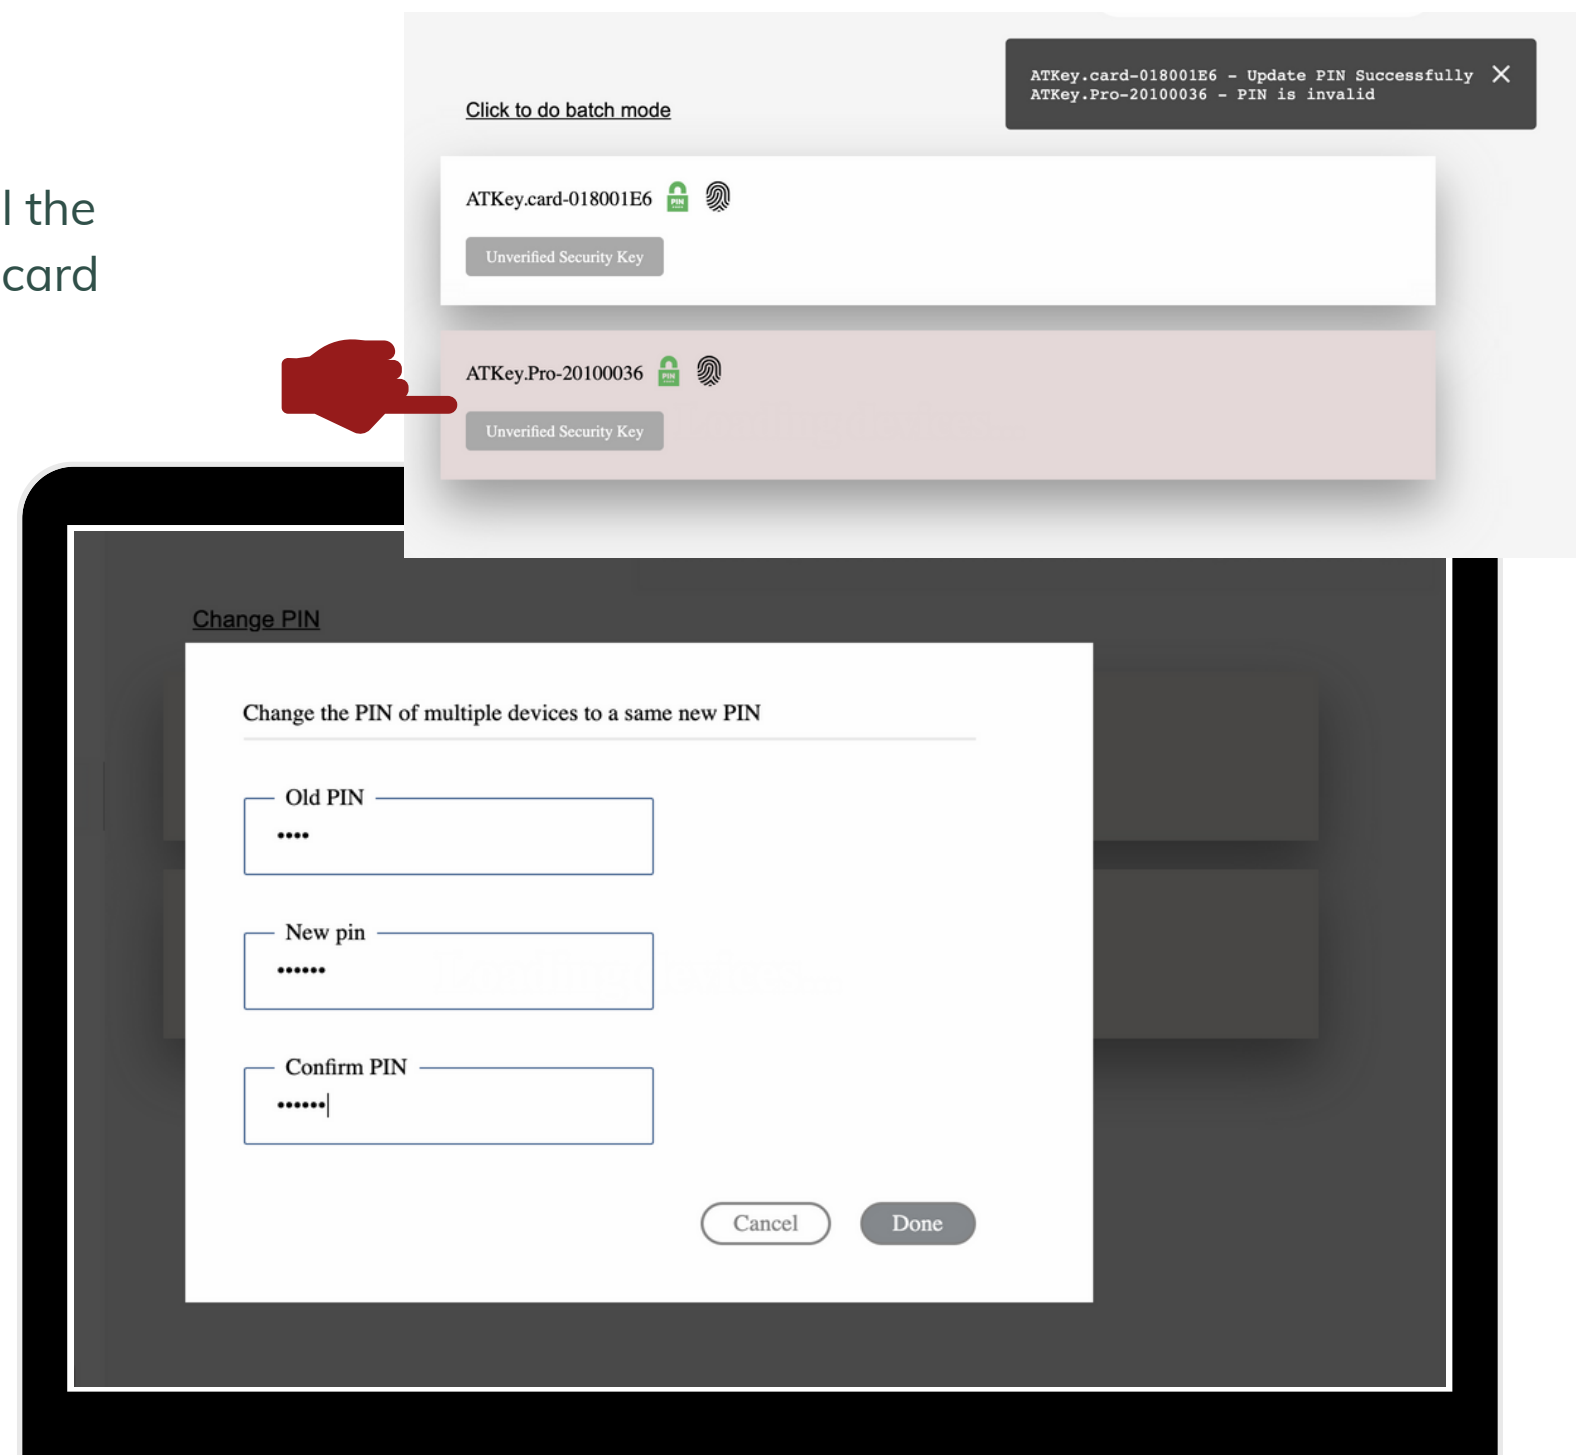 l the
card
Click to do batch mode
ATKey.card-018001E6 - Update PIN Successfully
ATKey.Pro-20100036 - PIN is invalid
ATKey.card-018001E6
PIN
Unverified Security Key
ATKey.Pro-20100036
PIN
Unverified Security Key
Change PIN
Change the PIN of multiple devices to a same new PIN
Old PIN
••••
New pin
••••••
Confirm PIN
••••••
Cancel
Done